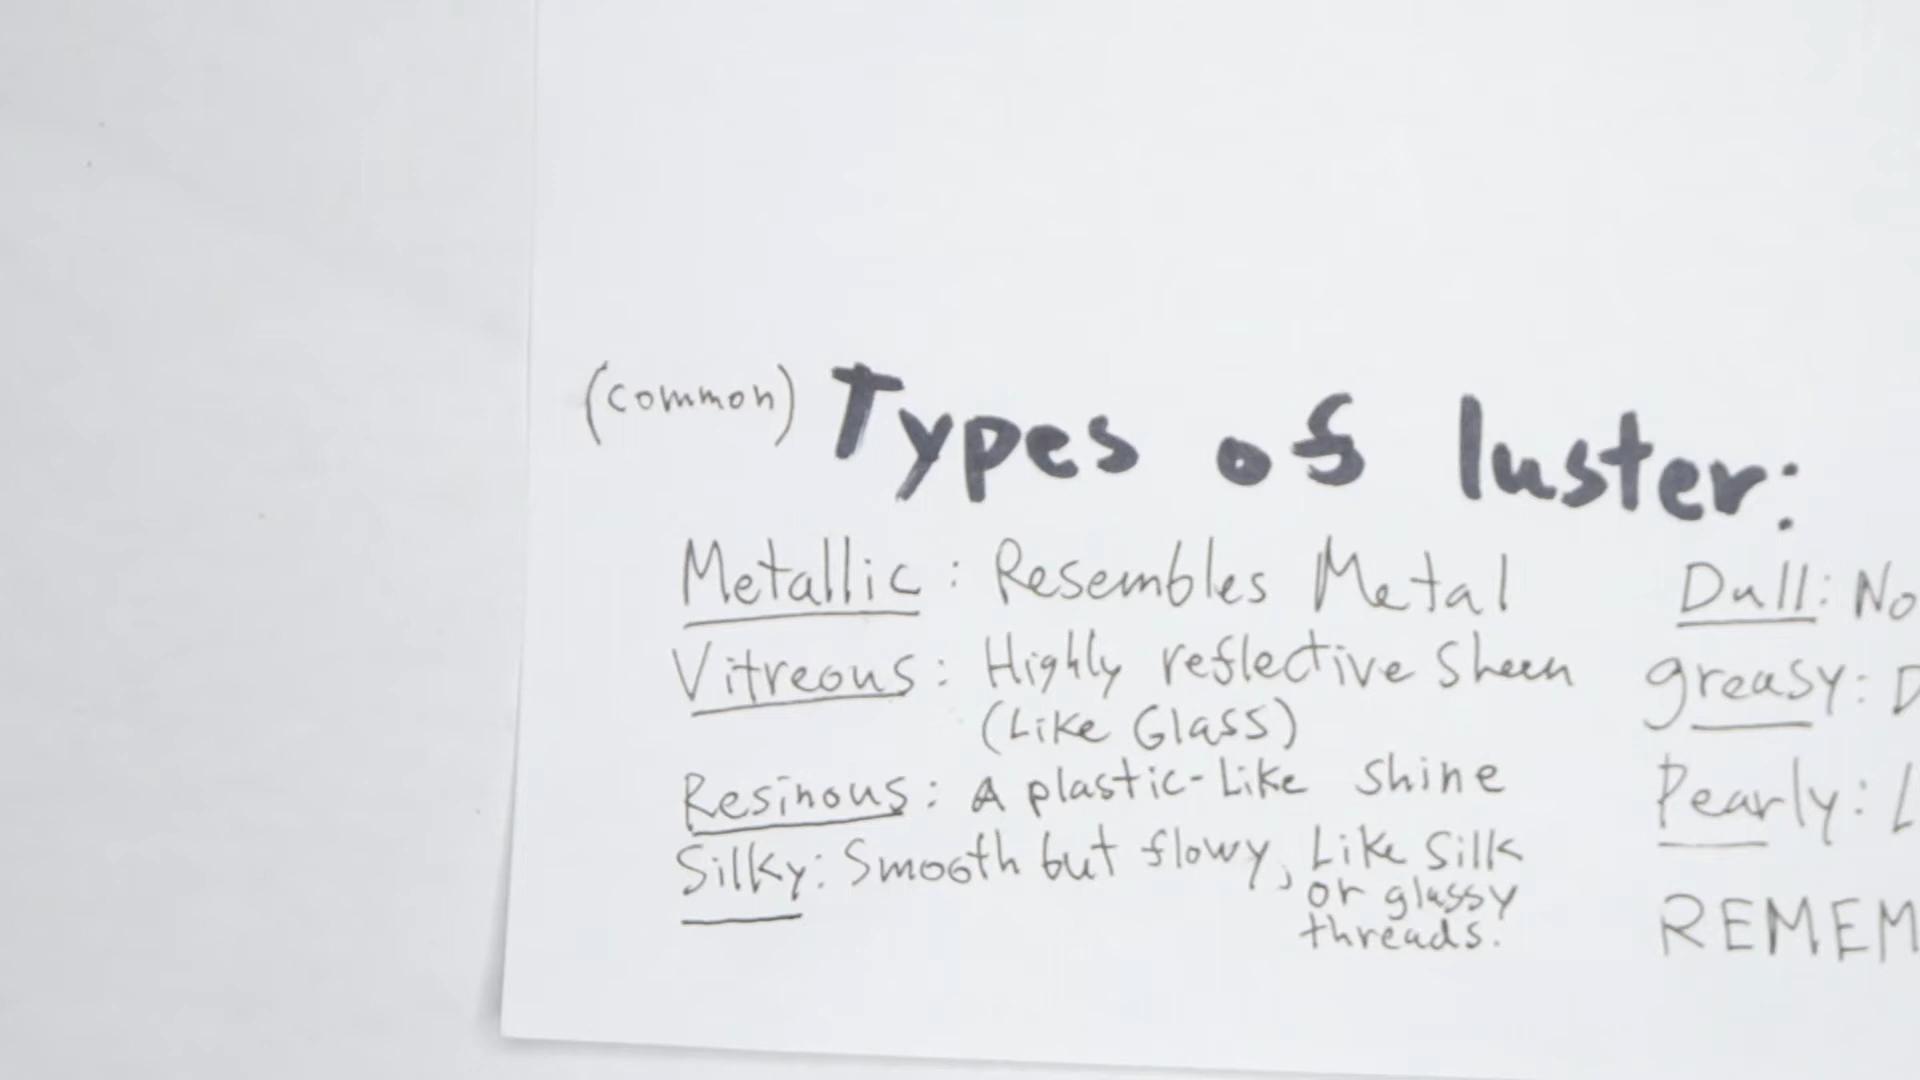 (common) Types of luster:
Metallic: Resembles Metal
Vitreous: Highly reflective Sheen
(Like Glass)
Resinous: A plastic-Like shine
Silky: Smooth but flowy, Like Silk
or glassy
threads.
Dull: No
greasy: D
Pearly: L
REMEM